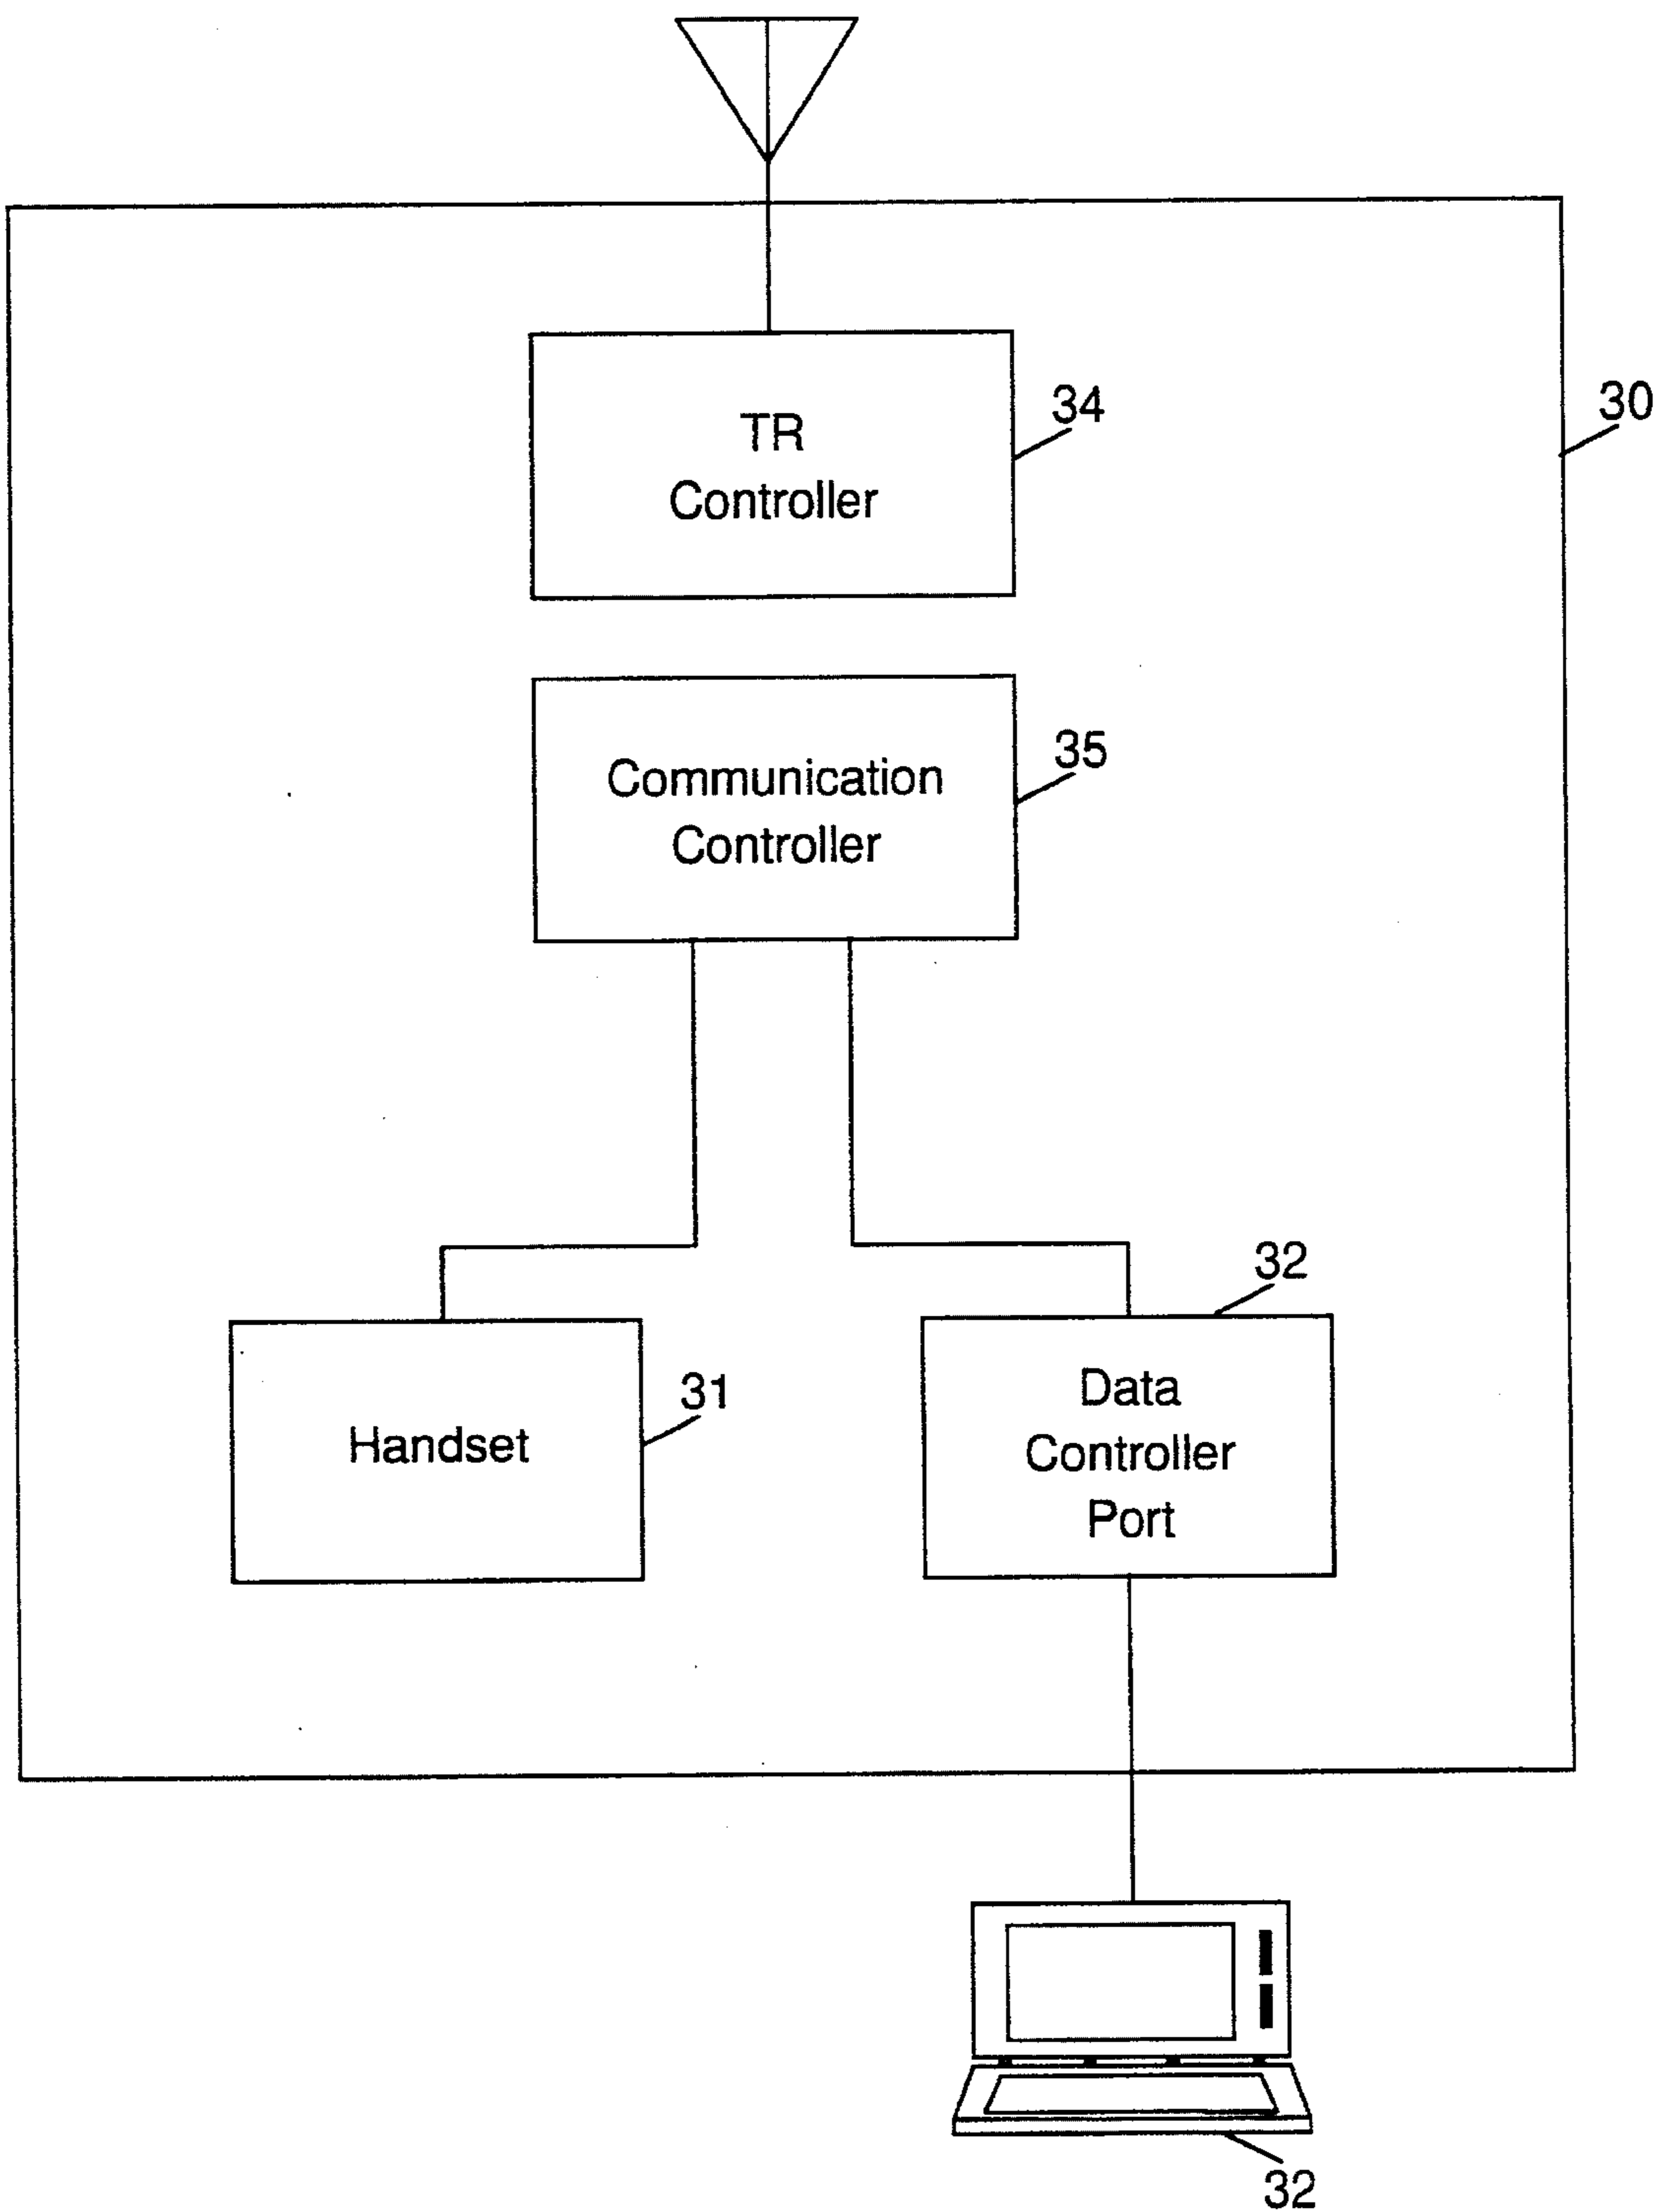 TR
Controller
34
30
Communication
Controller
35
32
Handset
31
Data
Controller
Port
32